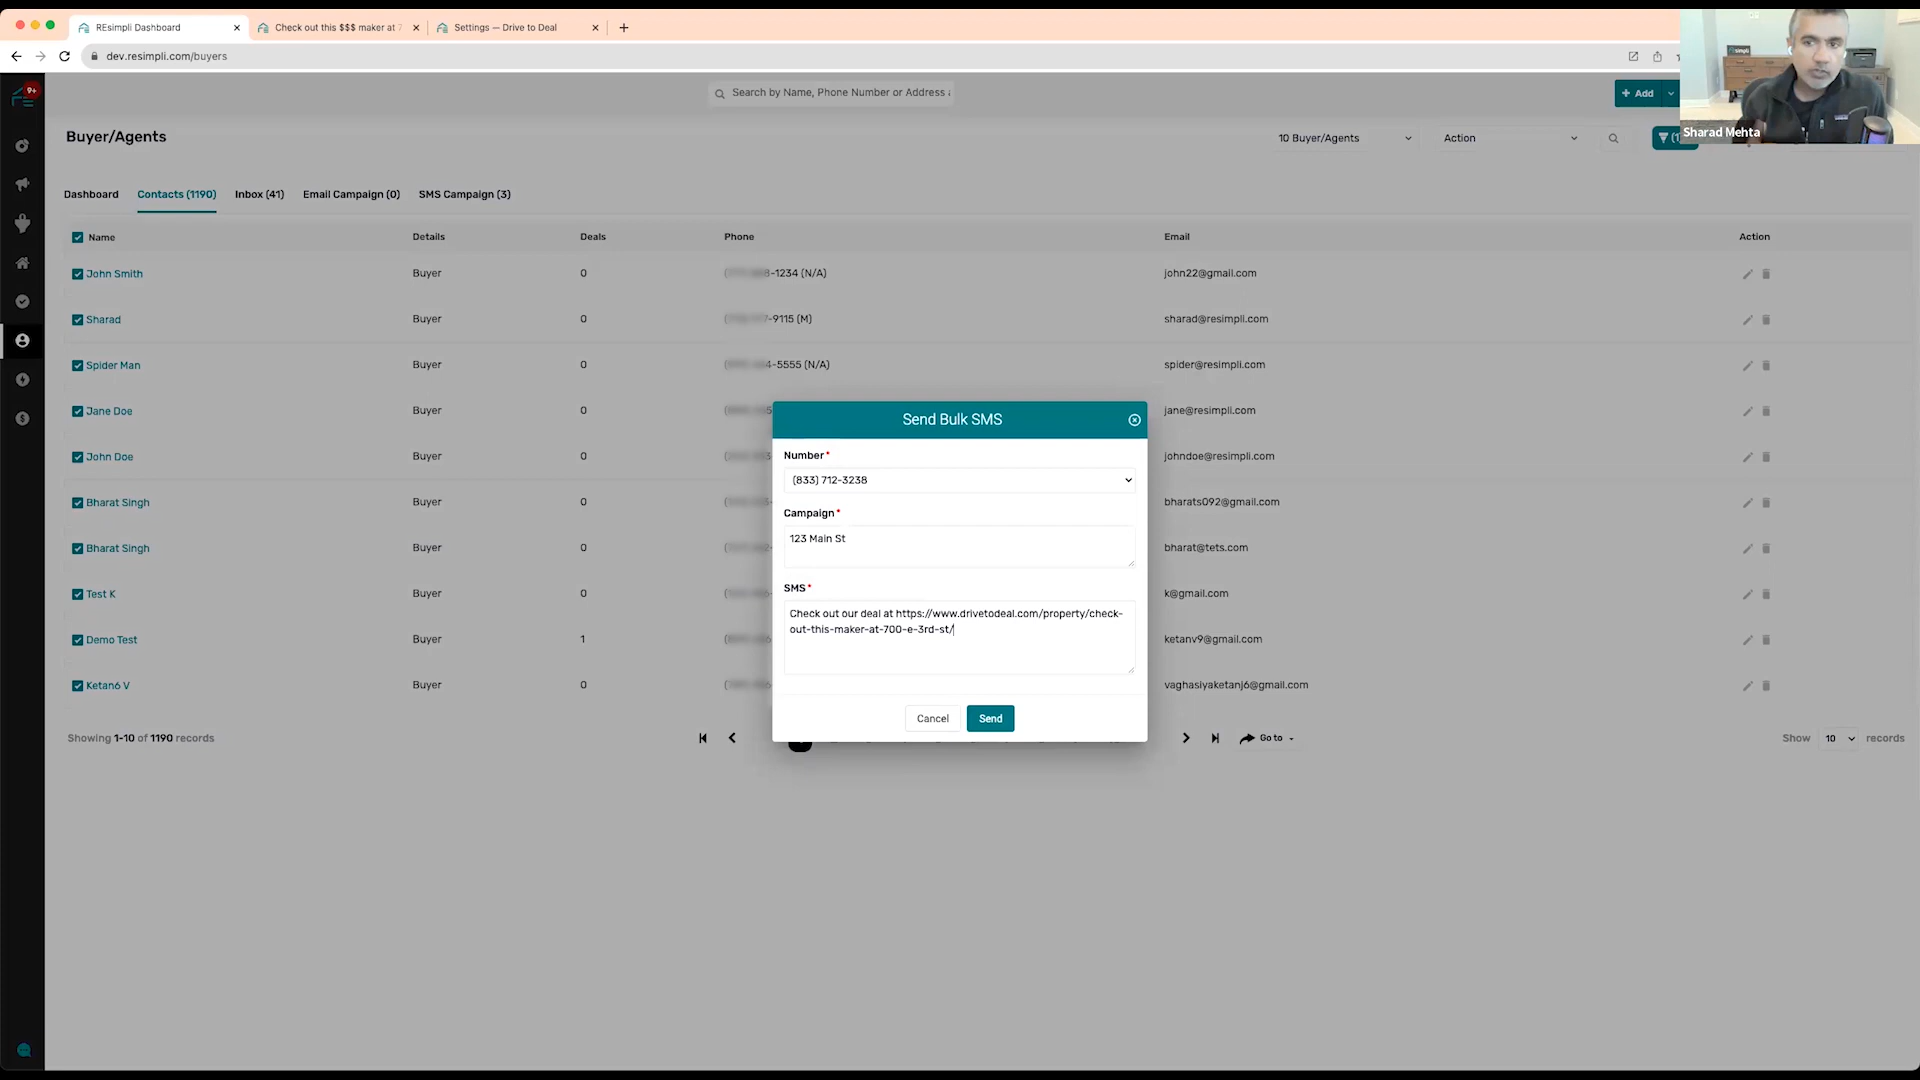 REsimpli Dashboard
Check out this $$$ maker at 7
Settings — Drive to Deal
dev.resimpli.com/buyers
9+
Search by Name, Phone Number or Address
+ Add
Sharad Mehta
Buyer/Agents
10 Buyer/Agents
Action
Dashboard
Contacts (1190)
Inbox (41)
Email Campaign (0)
SMS Campaign (3)
Name Details Deals Phone Email Action
John Smith Buyer 0 -1234 (N/A) john22@gmail.com
Sharad Buyer 0 -9115 (M) sharad@resimpli.com
Spider Man Buyer 0 4-5555 (N/A) spider@resimpli.com
Jane Doe Buyer 0 jane@resimpli.com
John Doe Buyer 0 johndoe@resimpli.com
Bharat Singh Buyer 0 bharats092@gmail.com
Bharat Singh Buyer 0 bharat@tets.com
Test K Buyer 0 k@gmail.com
Demo Test Buyer 1 ketanv9@gmail.com
Ketan6 V Buyer 0 vaghasiyaketanj6@gmail.com
Send Bulk SMS
Number*
(833) 712-3238
Campaign*
123 Main St
SMS*
Check out our deal at https://www.drivetodeal.com/property/check-
out-this-maker-at-700-e-3rd-st/
Cancel
Send
Showing 1-10 of 1190 records
Go to
Show 10 records